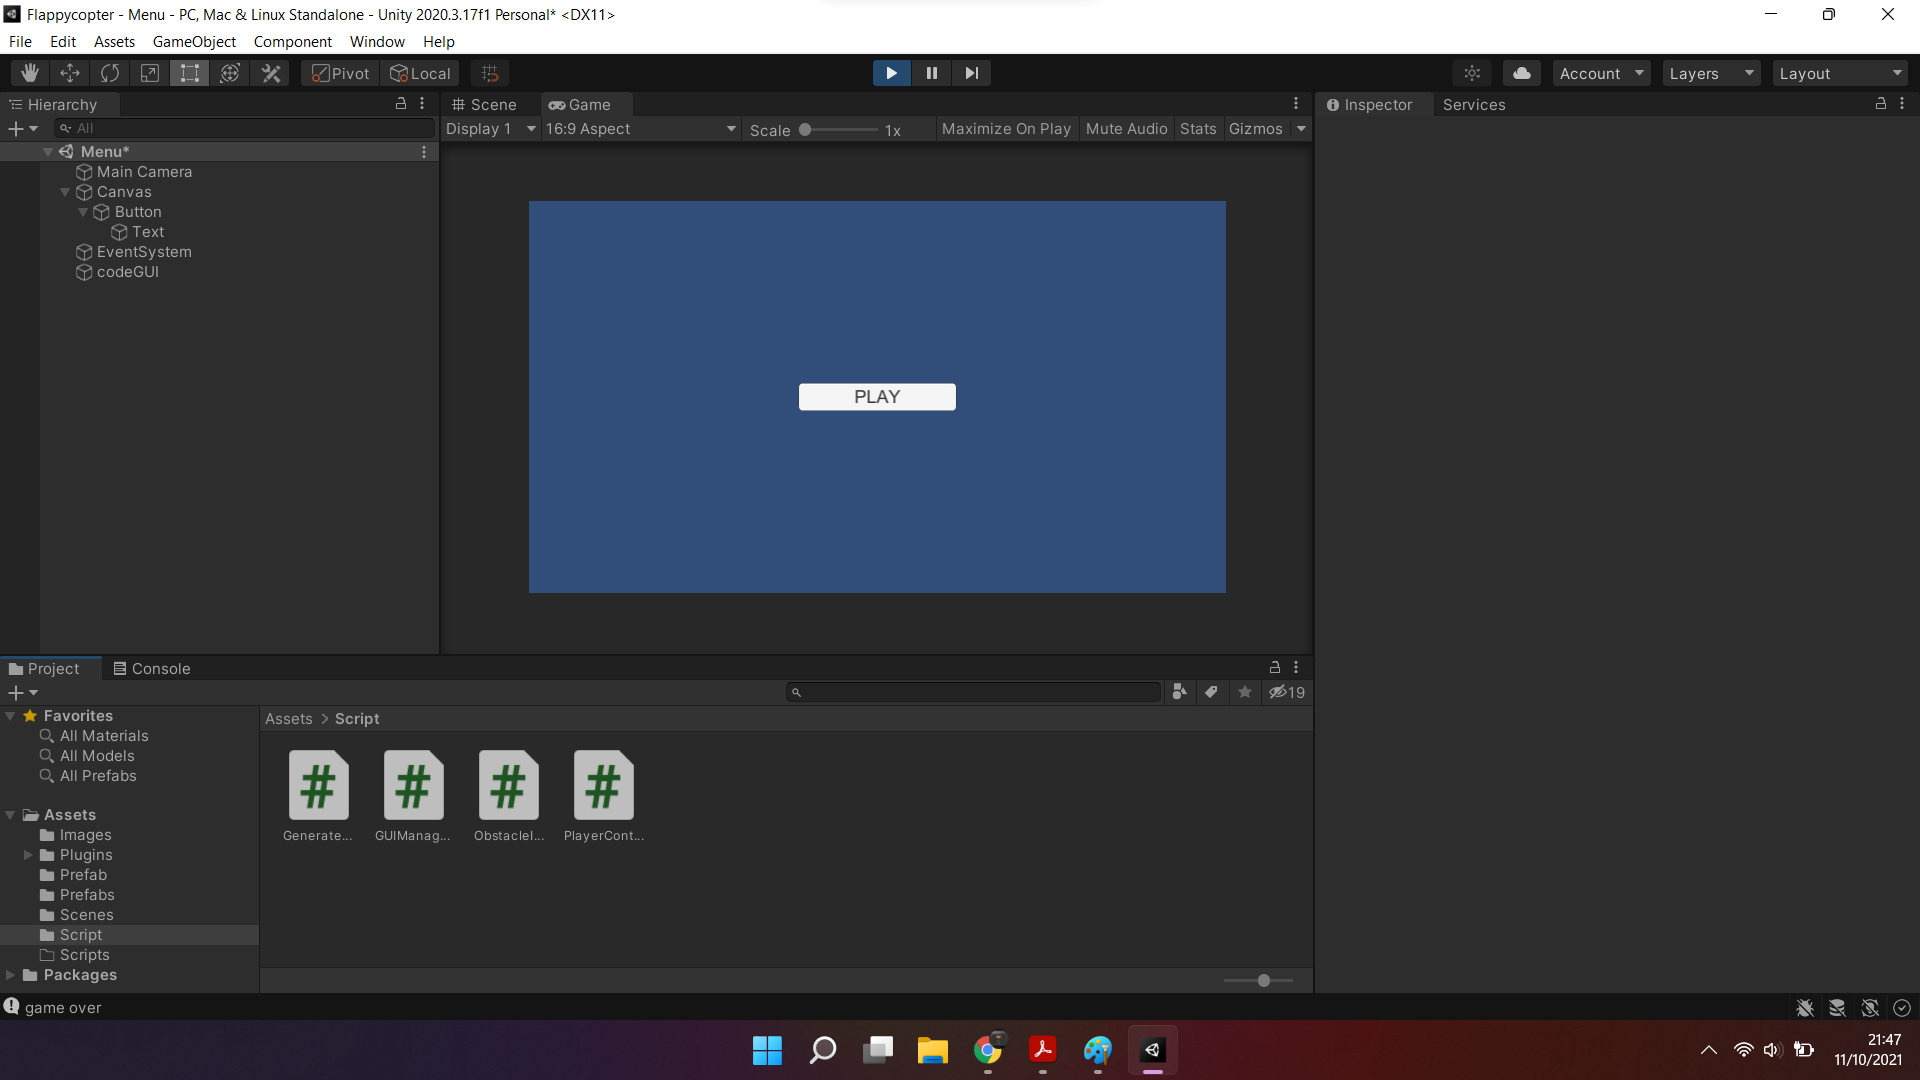 Flappycopter - Menu - PC, Mac & Linux Standalone - Unity 2020.3.17f1 Personal* <DX11>
File Edit Assets GameObject Component Window Help
Pivot Local Account Layers Layout
Hierarchy
All
Menu*
Main Camera
Canvas
Button
Text
EventSystem
codeGUI
Scene Game
Display 1 16:9 Aspect Scale 1x Maximize On Play Mute Audio Stats Gizmos
PLAY
Inspector Services
Project Console
19
Favorites
All Materials
All Models
All Prefabs
Assets
Images
Plugins
Prefab
Prefabs
Scenes
Script
Scripts
Packages
Assets > Script
Generate... GUIManag... ObstacleI... PlayerCont...
game over
21:47
11/10/2021